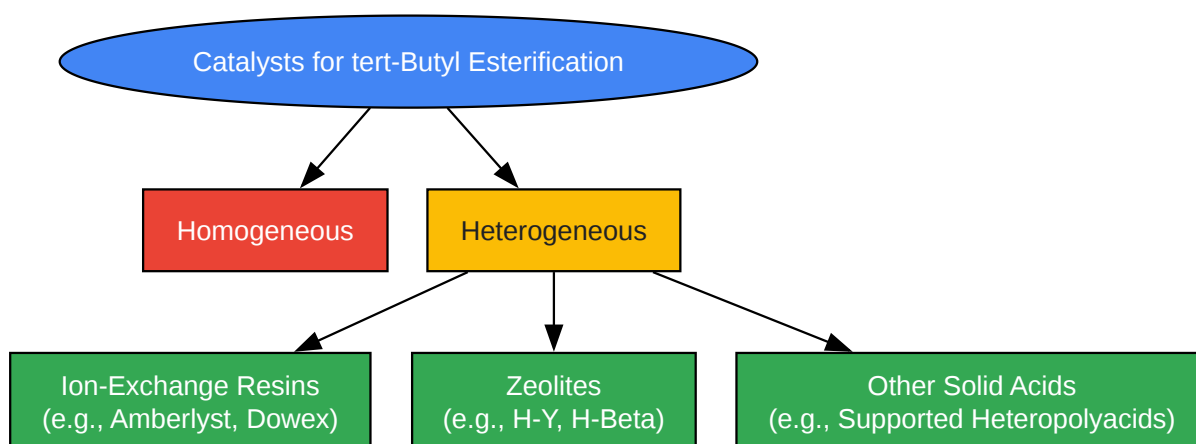 Catalysts for tert-Butyl Esterification
Homogeneous
Heterogeneous
Ion-Exchange Resins
(e.g., Amberlyst, Dowex)
Zeolites
(e.g., H-Y, H-Beta)
Other Solid Acids
(e.g., Supported Heteropolyacids)